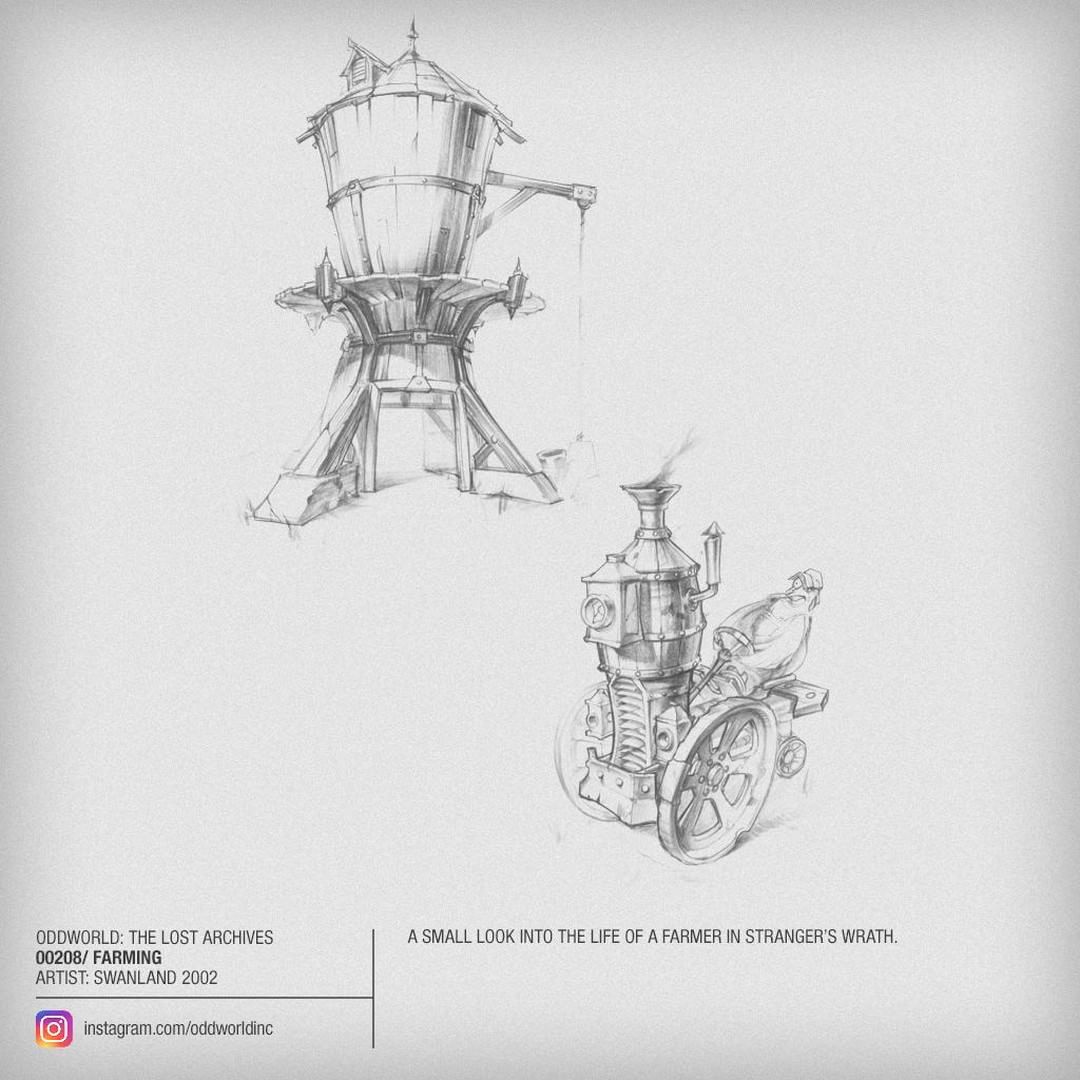 ODDWORLD: THE LOST ARCHIVES
00208/ FARMING
ARTIST: SWANLAND 2002
instagram.com/oddworldinc
A SMALL LOOK INTO THE LIFE OF A FARMER IN STRANGER'S WRATH.